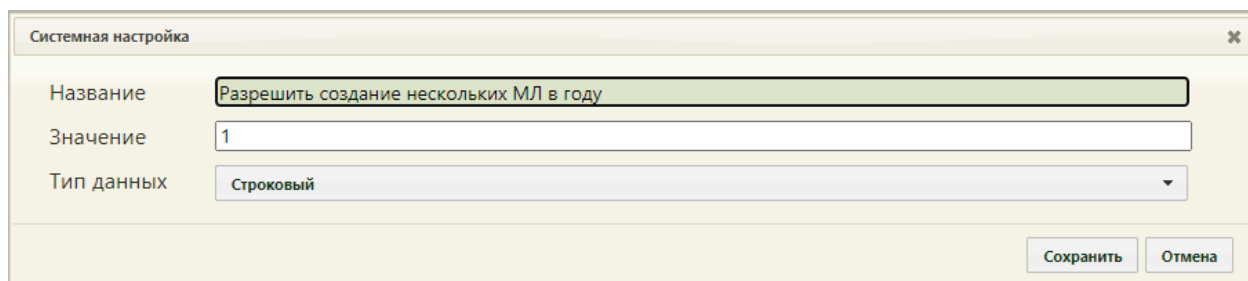 Системная настройка
Название Разрешить создание нескольких МЛ в году
Значение 1
Тип данных Строковый
Сохранить Отмена